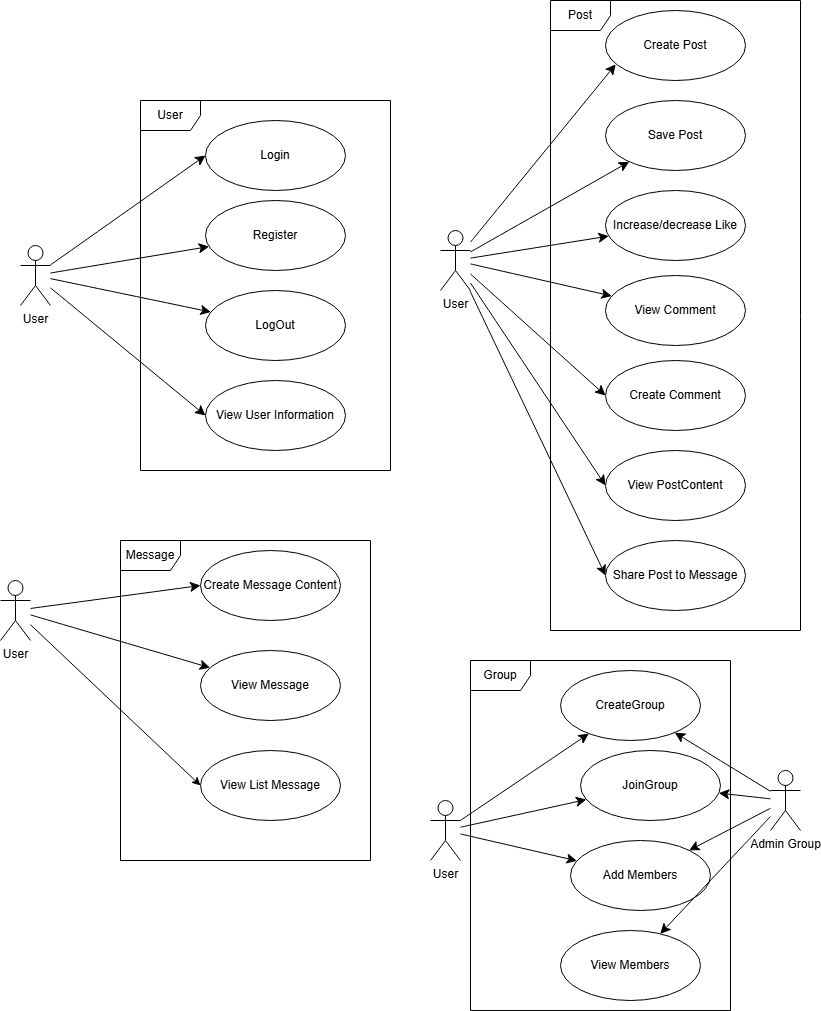 User
Login
Register
LogOut
View User Information
User
Post
Create Post
Save Post
Increase/decrease Like
View Comment
Create Comment
View PostContent
Share Post to Message
User
Message
Create Message Content
View Message
View List Message
User
Group
CreateGroup
JoinGroup
Add Members
View Members
User
Admin Group